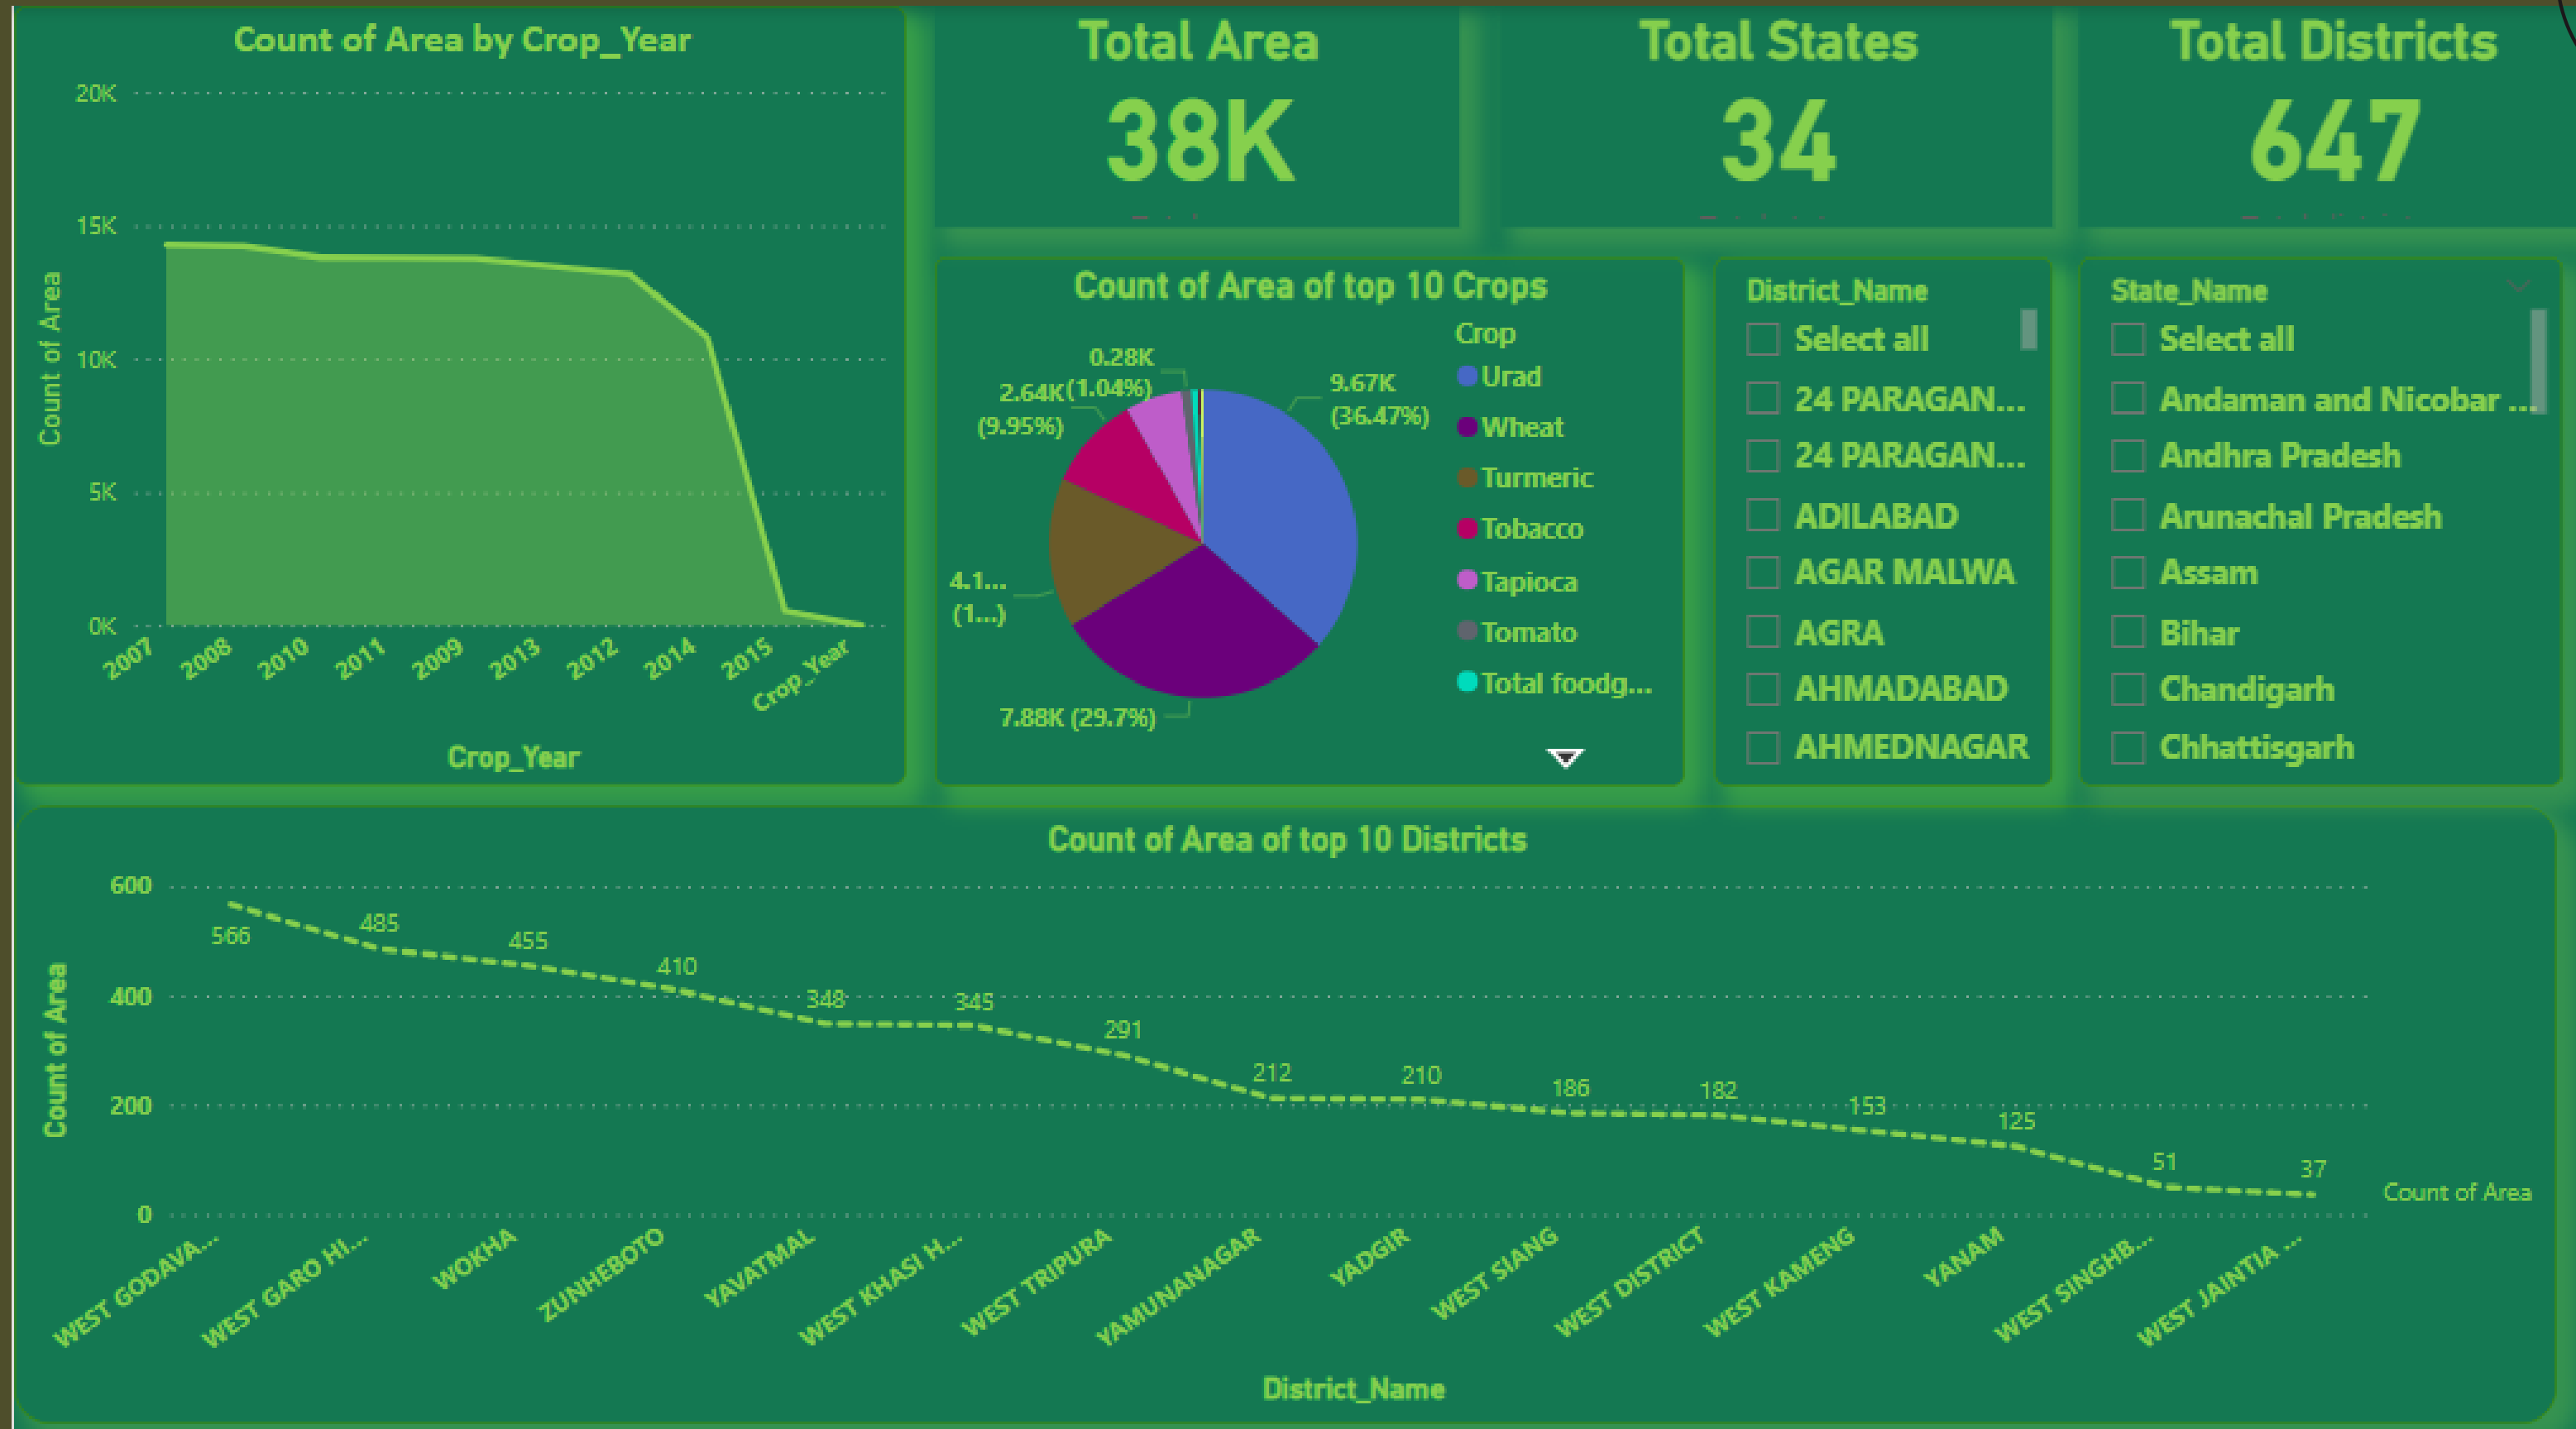 Count of Area by Crop_Year
20K
15K
10K
5K
0K
Count of Area
2007
2008
2010
2011
2009
2013
2012
2014
2015
Crop_Year
Crop_Year
Total Area
38K
Total States
34
Total Districts
647
Count of Area of top 10 Crops
0.28K
(1.04%)
2.64K
(9.95%)
9.67K
(36.47%)
4.1...
(1...)
7.88K (29.7%)
Crop
Urad
Wheat
Turmeric
Tobacco
Tapioca
Tomato
Total foodg...
District_Name
Select all
24 PARAGAN...
24 PARAGAN...
ADILABAD
AGAR MALWA
AGRA
AHMADABAD
AHMEDNAGAR
State_Name
Select all
Andaman and Nicobar ...
Andhra Pradesh
Arunachal Pradesh
Assam
Bihar
Chandigarh
Chhattisgarh
Count of Area of top 10 Districts
600
400
200
0
Count of Area
566
485
455
410
348
345
291
212
210
186
182
153
125
51
37
Count of Area
WEST GODAVA...
WEST GARO HI...
WOKHA
ZUNHEBOTO
YAVATMAL
WEST KHASI H...
WEST TRIPURA
YAMUNANAGAR
YADGIR
WEST SIANG
WEST DISTRICT
WEST KAMENG
YANAM
WEST SINGHB...
WEST JAINTIA ...
District_Name